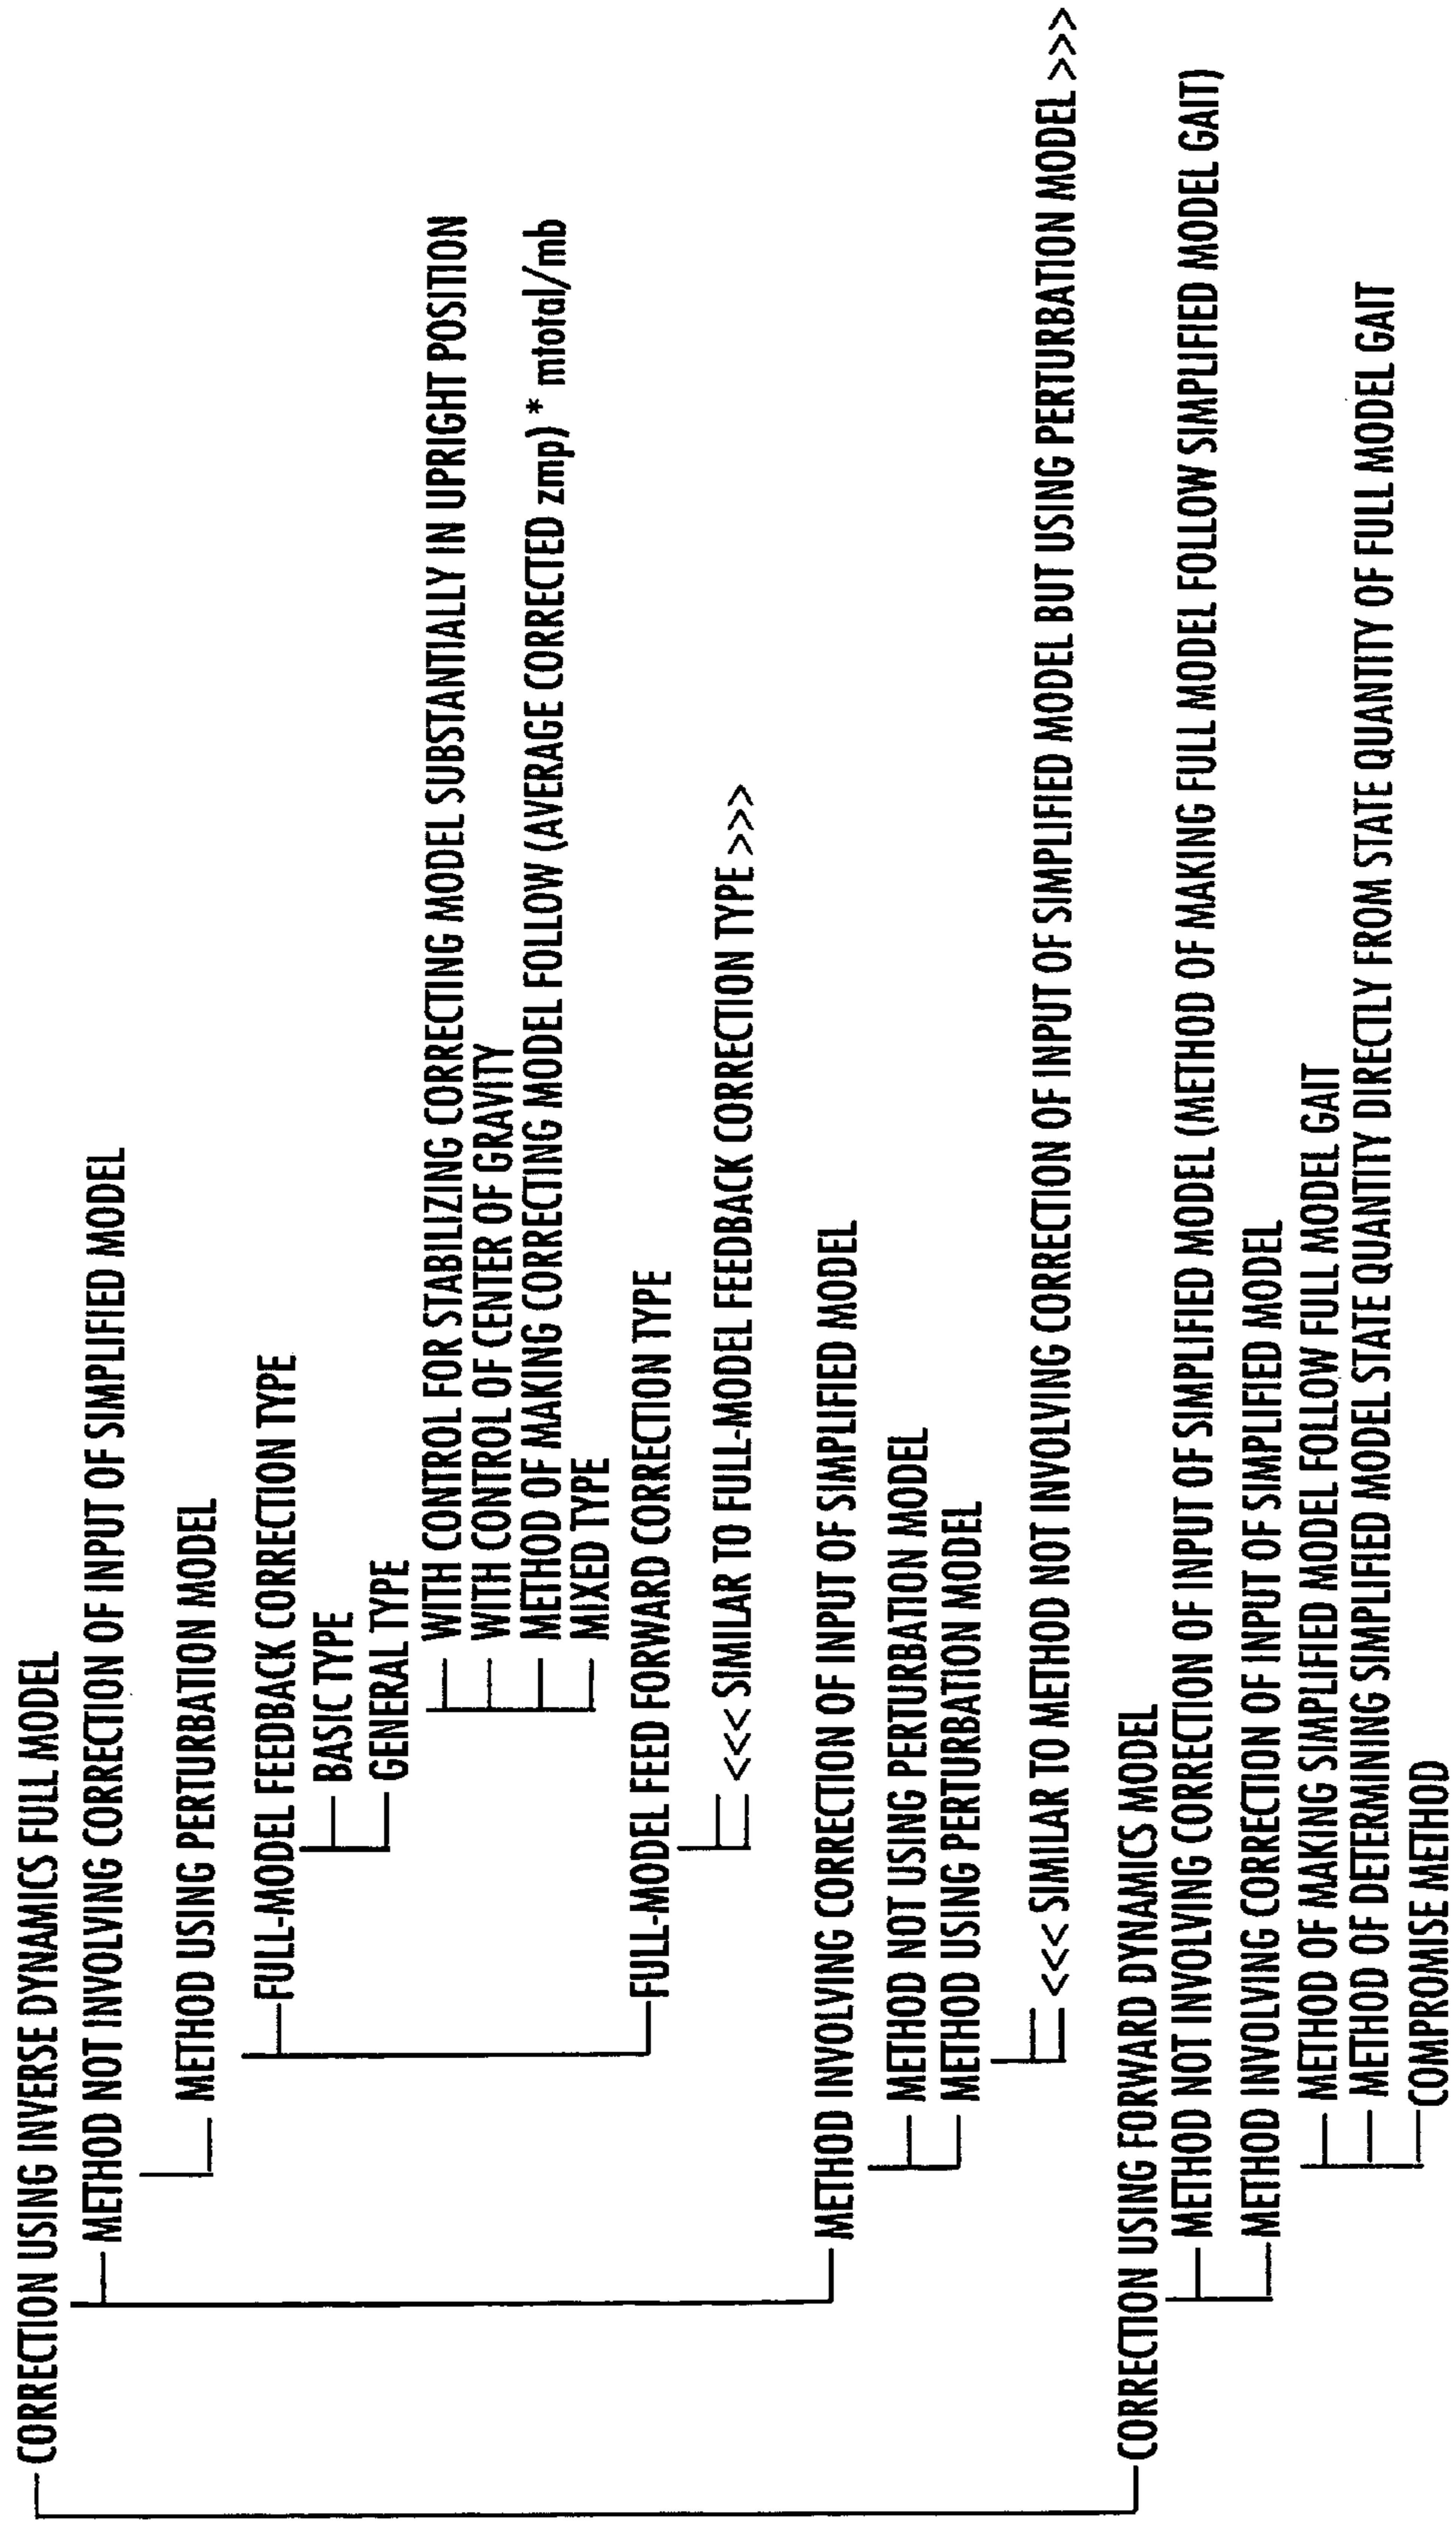 CORRECTION USING INVERSE DYNAMICS FULL MODEL
METHOD NOT INVOLVING CORRECTION OF INPUT OF SIMPLIFIED MODEL
METHOD USING PERTURBATION MODEL
FULL-MODEL FEEDBACK CORRECTION TYPE
BASIC TYPE
GENERAL TYPE
WITH CONTROL FOR STABILIZING CORRECTING MODEL SUBSTANTIALLY IN UPRIGHT POSITION
WITH CONTROL OF CENTER OF GRAVITY
METHOD OF MAKING CORRECTING MODEL FOLLOW (AVERAGE CORRECTED zmp) * mtotal/mb
MIXED TYPE
FULL-MODEL FEED FORWARD CORRECTION TYPE
<<< SIMILAR TO FULL-MODEL FEEDBACK CORRECTION TYPE >>>
METHOD INVOLVING CORRECTION OF INPUT OF SIMPLIFIED MODEL
METHOD NOT USING PERTURBATION MODEL
METHOD USING PERTURBATION MODEL
<<< SIMILAR TO METHOD NOT INVOLVING CORRECTION OF INPUT OF SIMPLIFIED MODEL BUT USING PERTURBATION MODEL >>>
CORRECTION USING FORWARD DYNAMICS MODEL
METHOD NOT INVOLVING CORRECTION OF INPUT OF SIMPLIFIED MODEL (METHOD OF MAKING FULL MODEL FOLLOW SIMPLIFIED MODEL GAIT)
METHOD INVOLVING CORRECTION OF INPUT OF SIMPLIFIED MODEL
METHOD OF MAKING SIMPLIFIED MODEL FOLLOW FULL MODEL GAIT
METHOD OF DETERMINING SIMPLIFIED MODEL STATE QUANTITY DIRECTLY FROM STATE QUANTITY OF FULL MODEL GAIT
COMPROMISE METHOD